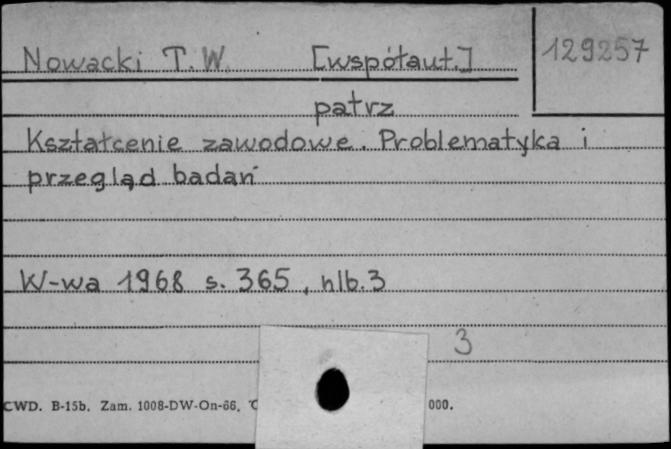 Nowacki T.W. [współaut.] 129257
patrz
Kształcenie zawodowe. Problematyka i
przegląd badań
W-wa 1968 s. 365, nlb. 3
3
CWD. B-15b. Zam. 1008-DW-On-66. 000.